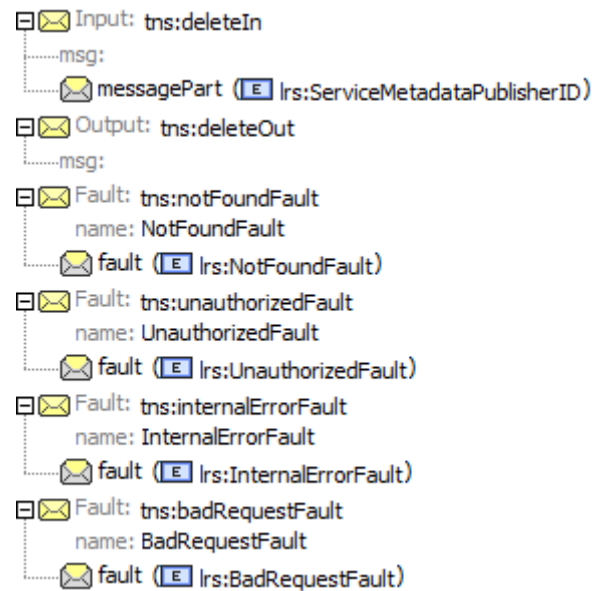 Input: tns:deleteIn
msg:
messagePart (E lrs:ServiceMetadataPublisherID)
Output: tns:deleteOut
msg:
Fault: tns:notFoundFault
name: NotFoundFault
fault (E lrs:NotFoundFault)
Fault: tns:unauthorizedFault
name: UnauthorizedFault
fault (E lrs:UnauthorizedFault)
Fault: tns:internalErrorFault
name: InternalErrorFault
fault (E lrs:InternalErrorFault)
Fault: tns:badRequestFault
name: BadRequestFault
fault (E lrs:BadRequestFault)